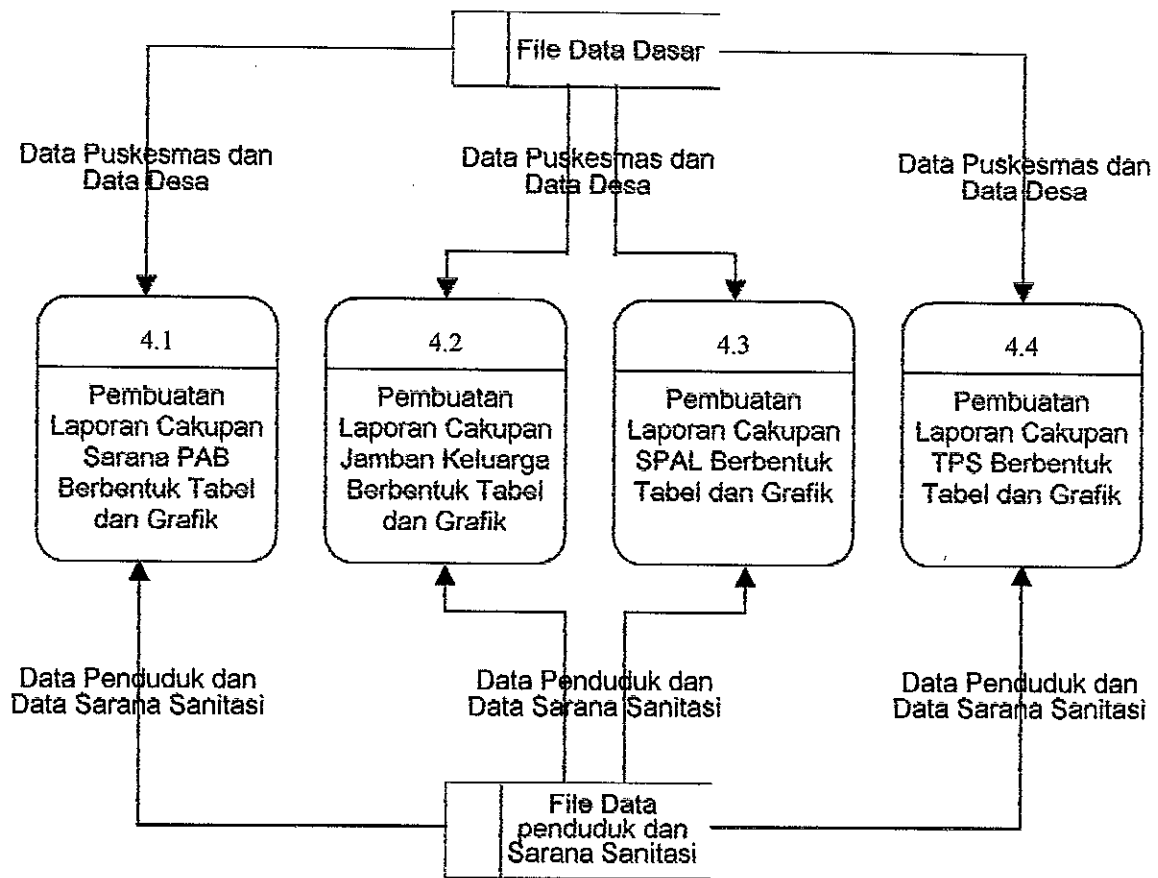 File Data Dasar
Data Puskesmas dan
Data Desa
Data Puskesmas dan
Data Desa
Data Puskesmas dan
Data Desa
4.1
Pembuatan
Laporan Cakupan
Sarana PAB
Berbentuk Tabel
dan Grafik
4.2
Pembuatan
Laporan Cakupan
Jamban Keluarga
Berbentuk Tabel
dan Grafik
4.3
Pembuatan
Laporan Cakupan
SPAL Berbentuk
Tabel dan Grafik
4.4
Pembuatan
Laporan Cakupan
TPS Berbentuk
Tabel dan Grafik
Data Penduduk dan
Data Sarana Sanitasi
Data Penduduk dan
Data Sarana Sanitasi
Data Penduduk dan
Data Sarana Sanitasi
File Data
penduduk dan
Sarana Sanitasi